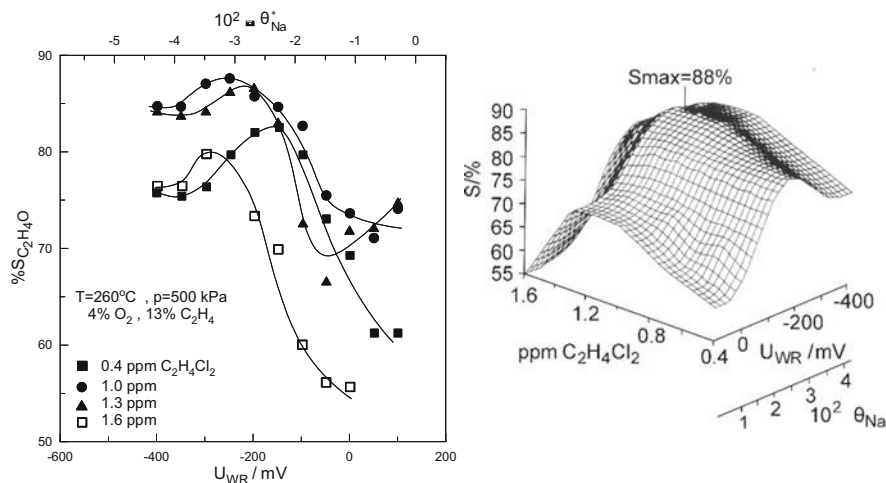 10² θ*Na
-5 -4 -3 -2 -1 0
90
80
70
60
50
%SC₂H₄O
T=260°C , p=500 kPa
4% O₂ , 13% C₂H₄
0.4 ppm C₂H₄Cl₂
1.0 ppm
1.3 ppm
1.6 ppm
-600 -400 -200 0 200
UWR / mV
Smax=88%
90
85
80
75
70
65
60
55
S/%
1.6
1.2
0.8
0.4
ppm C₂H₄Cl₂
-400
-200
0
UWR /mV
1 2 3 4
10² θNa